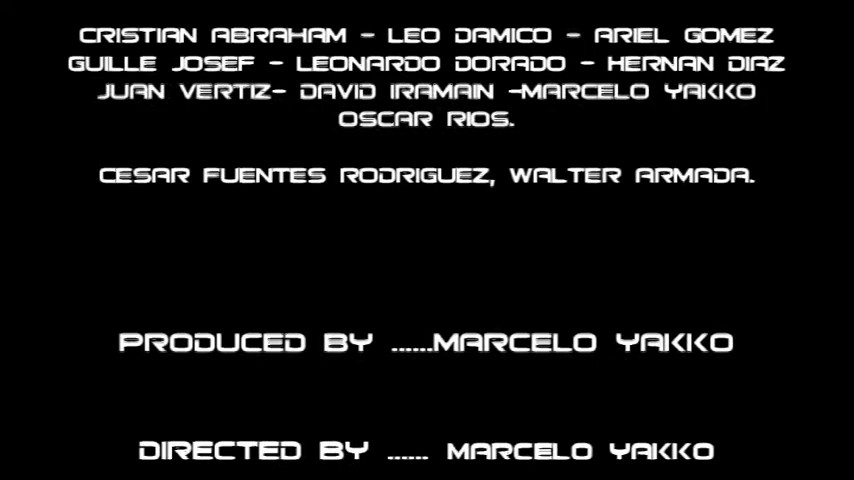 CRISTIAN ABRAHAM - LEO DAMICO - ARIEL GOMEZ
GUILLE JOSEF - LEONARDO DORADO - HERNAN DIAZ
JUAN VERTIZ- DAVID IRAMAIN -MARCELO YAKKO
OSCAR RIOS.
CESAR FUENTES RODRIGUEZ, WALTER ARMADA.
PRODUCED BY ......MARCELO YAKKO
DIRECTED BY ...... MARCELO YAKKO